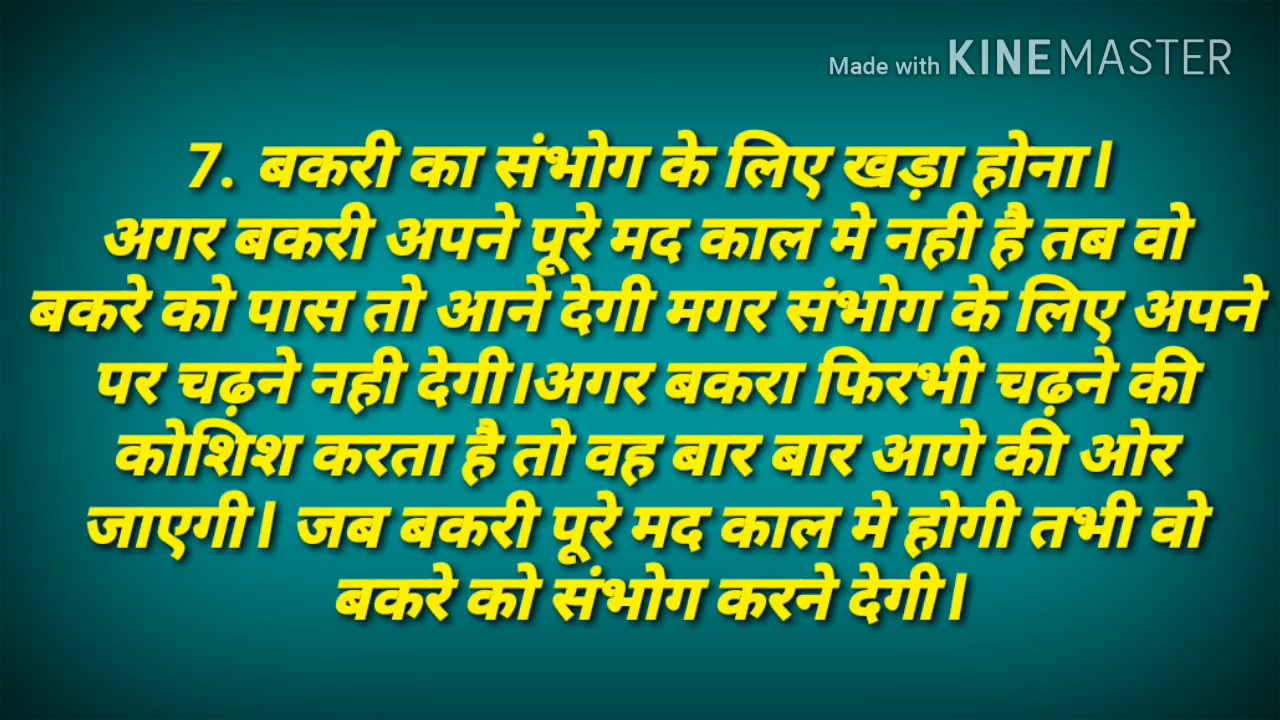 Made with KINEMASTER
7. बकरी का संभोग के लिए खड़ा होना।
अगर बकरी अपने पूरे मद काल मे नही है तब वो
बकरे को पास तो आने देगी मगर संभोग के लिए अपने
पर चढ़ने नही देगी।अगर बकरा फिरभी चढ़ने की
कोशिश करता है तो वह बार बार आगे की ओर
जाएगी। जब बकरी पूरे मद काल मे होगी तभी वो
बकरे को संभोग करने देगी।